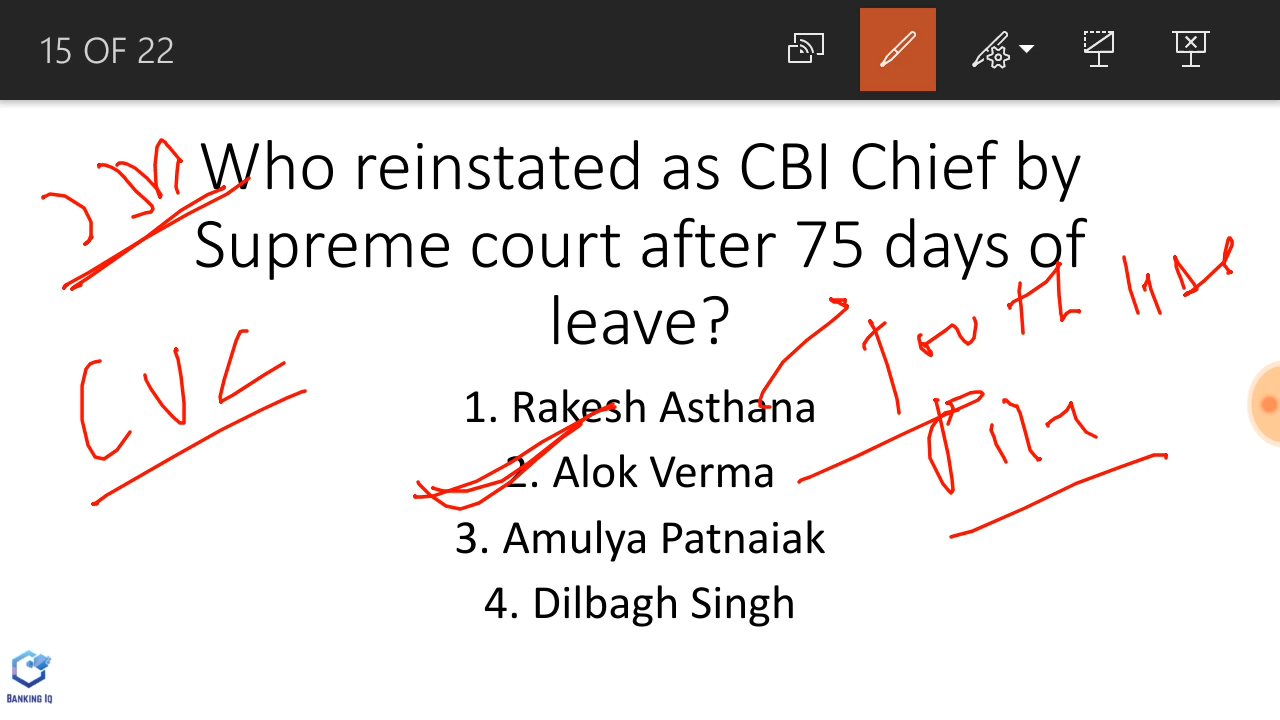 15 OF 22
Who reinstated as CBI Chief by
Supreme court after 75 days of
leave?
CVC
1. Rakesh Asthana
2. Alok Verma
3. Amulya Patnaiak
4. Dilbagh Singh
BANKING IQ